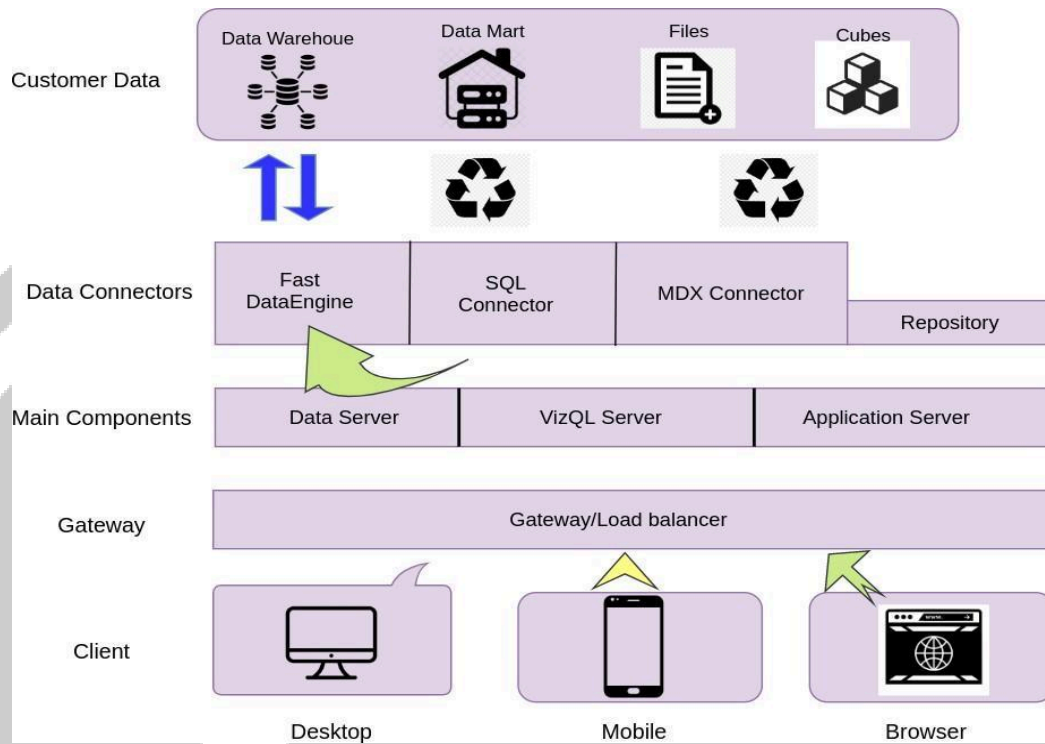 Data Warehoue
Data Mart
Files
Cubes
Customer Data
Data Connectors
Fast
DataEngine
SQL
Connector
MDX Connector
Repository
Main Components
Data Server
VizQL Server
Application Server
Gateway
Gateway/Load balancer
Client
www.
Desktop
Mobile
Browser